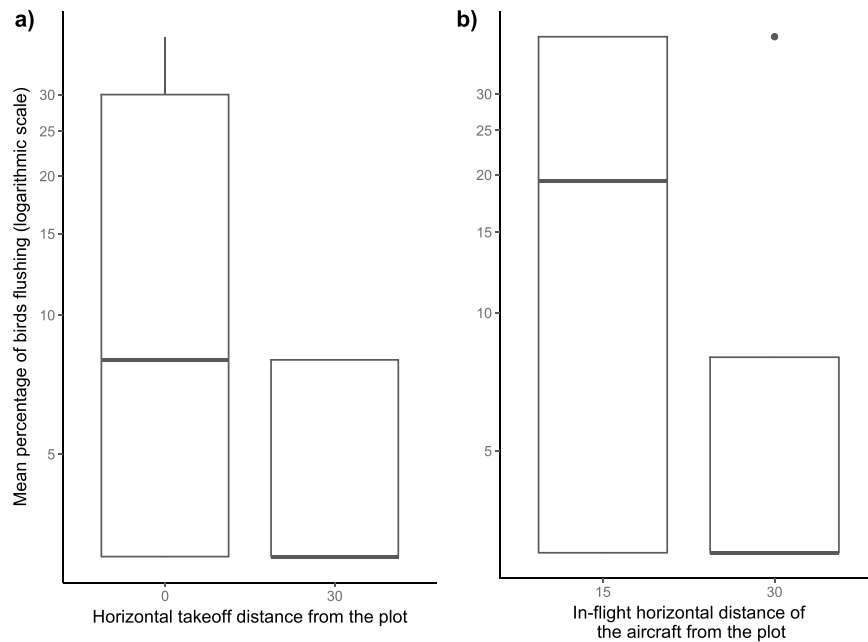 a)
Mean percentage of birds flushing (logarithmic scale)
30
25
20
15
10
5
0
30
Horizontal takeoff distance from the plot
b)
30
25
20
15
10
5
15
30
In-flight horizontal distance of
the aircraft from the plot